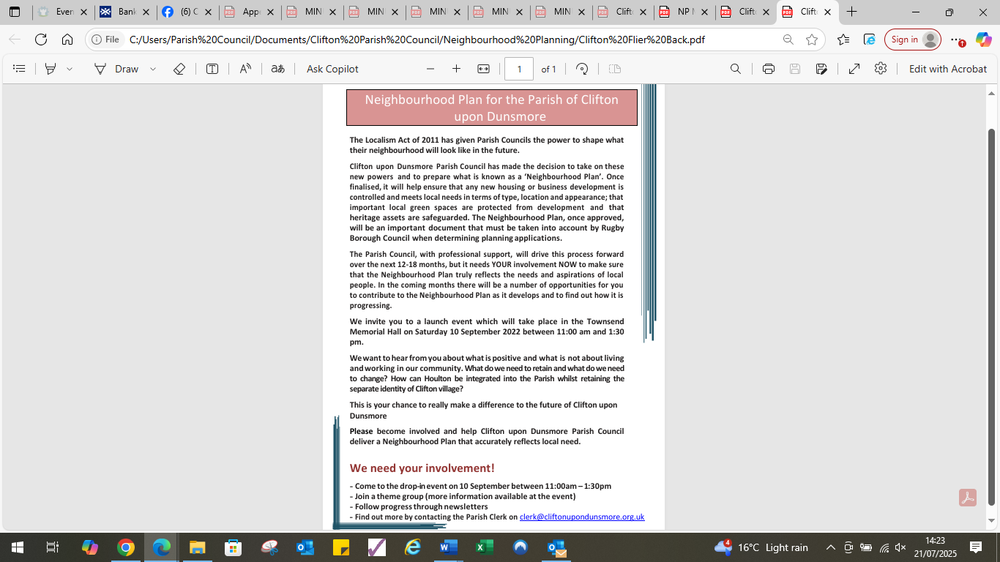 Even
Bank
(6) C
Appe
MIN
MIN
MIN
MIN
MIN
Clift
NP M
Clift
Clift
File
C:/Users/Parish%20Council/Documents/Clifton%20Parish%20Council/Neighbourhood%20Planning/Clifton%20Flier%20Back.pdf
Sign in
Draw
Ask Copilot
1
of 1
Edit with Acrobat
Neighbourhood Plan for the Parish of Clifton
upon Dunsmore
The Localism Act of 2011 has given Parish Councils the power to shape what
their neighbourhood will look like in the future.
Clifton upon Dunsmore Parish Council has made the decision to take on these
new powers and to prepare what is known as a ‘Neighbourhood Plan’. Once
finalised, it will help ensure that any new housing or business development is
controlled and meets local needs in terms of type, location and appearance; that
important local green spaces are protected from development and that
heritage assets are safeguarded. The Neighbourhood Plan, once approved,
will be an important document that must be taken into account by Rugby
Borough Council when determining planning applications.
The Parish Council, with professional support, will drive this process forward
over the next 12-18 months, but it needs YOUR involvement NOW to make sure
that the Neighbourhood Plan truly reflects the needs and aspirations of local
people. In the coming months there will be a number of opportunities for you
to contribute to the Neighbourhood Plan as it develops and to find out how it is
progressing.
We invite you to a launch event which will take place in the Townsend
Memorial Hall on Saturday 10 September 2022 between 11:00 am and 1:30
pm.
We want to hear from you about what is positive and what is not about living
and working in our community. What do we need to retain and what do we need
to change? How can Houlton be integrated into the Parish whilst retaining the
separate identity of Clifton village?
This is your chance to really make a difference to the future of Clifton upon
Dunsmore
Please become involved and help Clifton upon Dunsmore Parish Council
deliver a Neighbourhood Plan that accurately reflects local need.
We need your involvement!
- Come to the drop-in event on 10 September between 11:00am – 1:30pm
- Join a theme group (more information available at the event)
- Follow progress through newsletters
- Find out more by contacting the Parish Clerk on clerk@cliftonupondunsmore.org.uk
4
16°C Light rain
14:23
21/07/2025